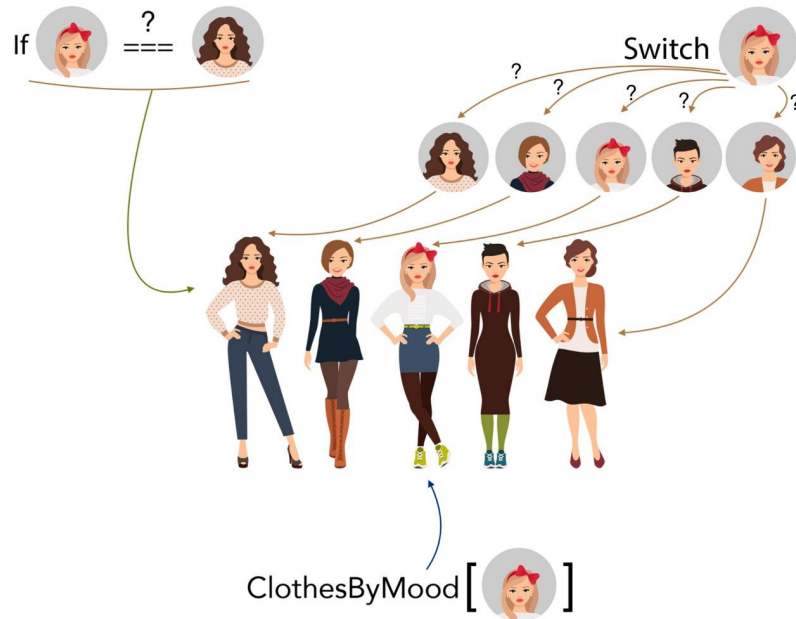 If ? ===
Switch
? ? ? ? ?
ClothesByMood [ ]